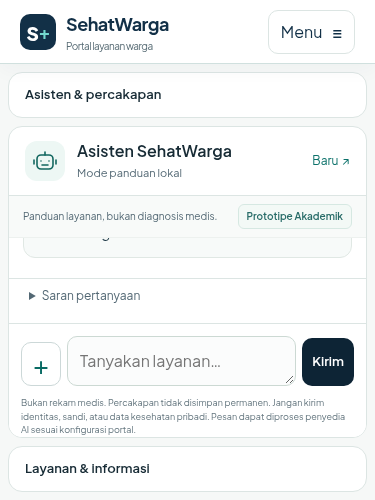 S+ SehatWarga
Portal layanan warga
Menu ≡
Asisten & percakapan
Asisten SehatWarga
Mode panduan lokal
Baru ↗
Panduan layanan, bukan diagnosis medis.
Prototipe Akademik
▶ Saran pertanyaan
+
Tanyakan layanan...
Kirim
Bukan rekam medis. Percakapan tidak disimpan permanen. Jangan kirim
identitas, sandi, atau data kesehatan pribadi. Pesan dapat diproses penyedia
AI sesuai konfigurasi portal.
Layanan & informasi